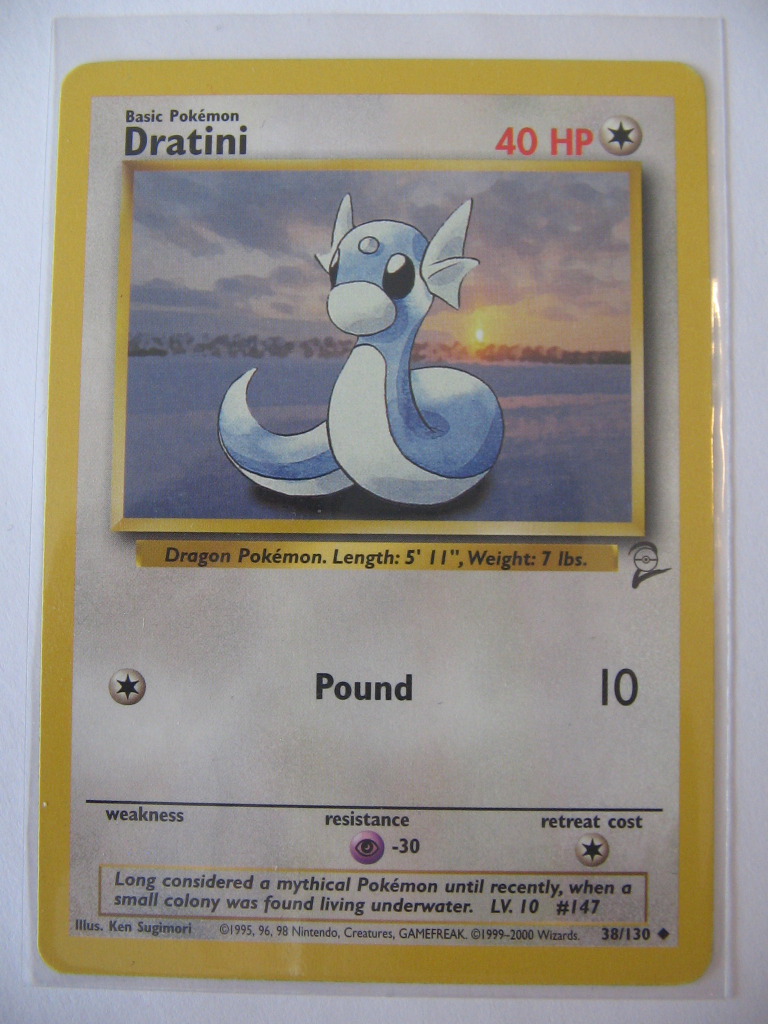 Basic Pokémon
Dratini
40 HP
Dragon Pokémon. Length: 5' 11", Weight: 7 lbs.
Pound 10
weakness resistance retreat cost
-30
Long considered a mythical Pokémon until recently, when a
small colony was found living underwater. LV. 10 #147
Illus. Ken Sugimori ©1995, 96, 98 Nintendo, Creatures, GAMEFREAK. ©1999-2000 Wizards. 38/130